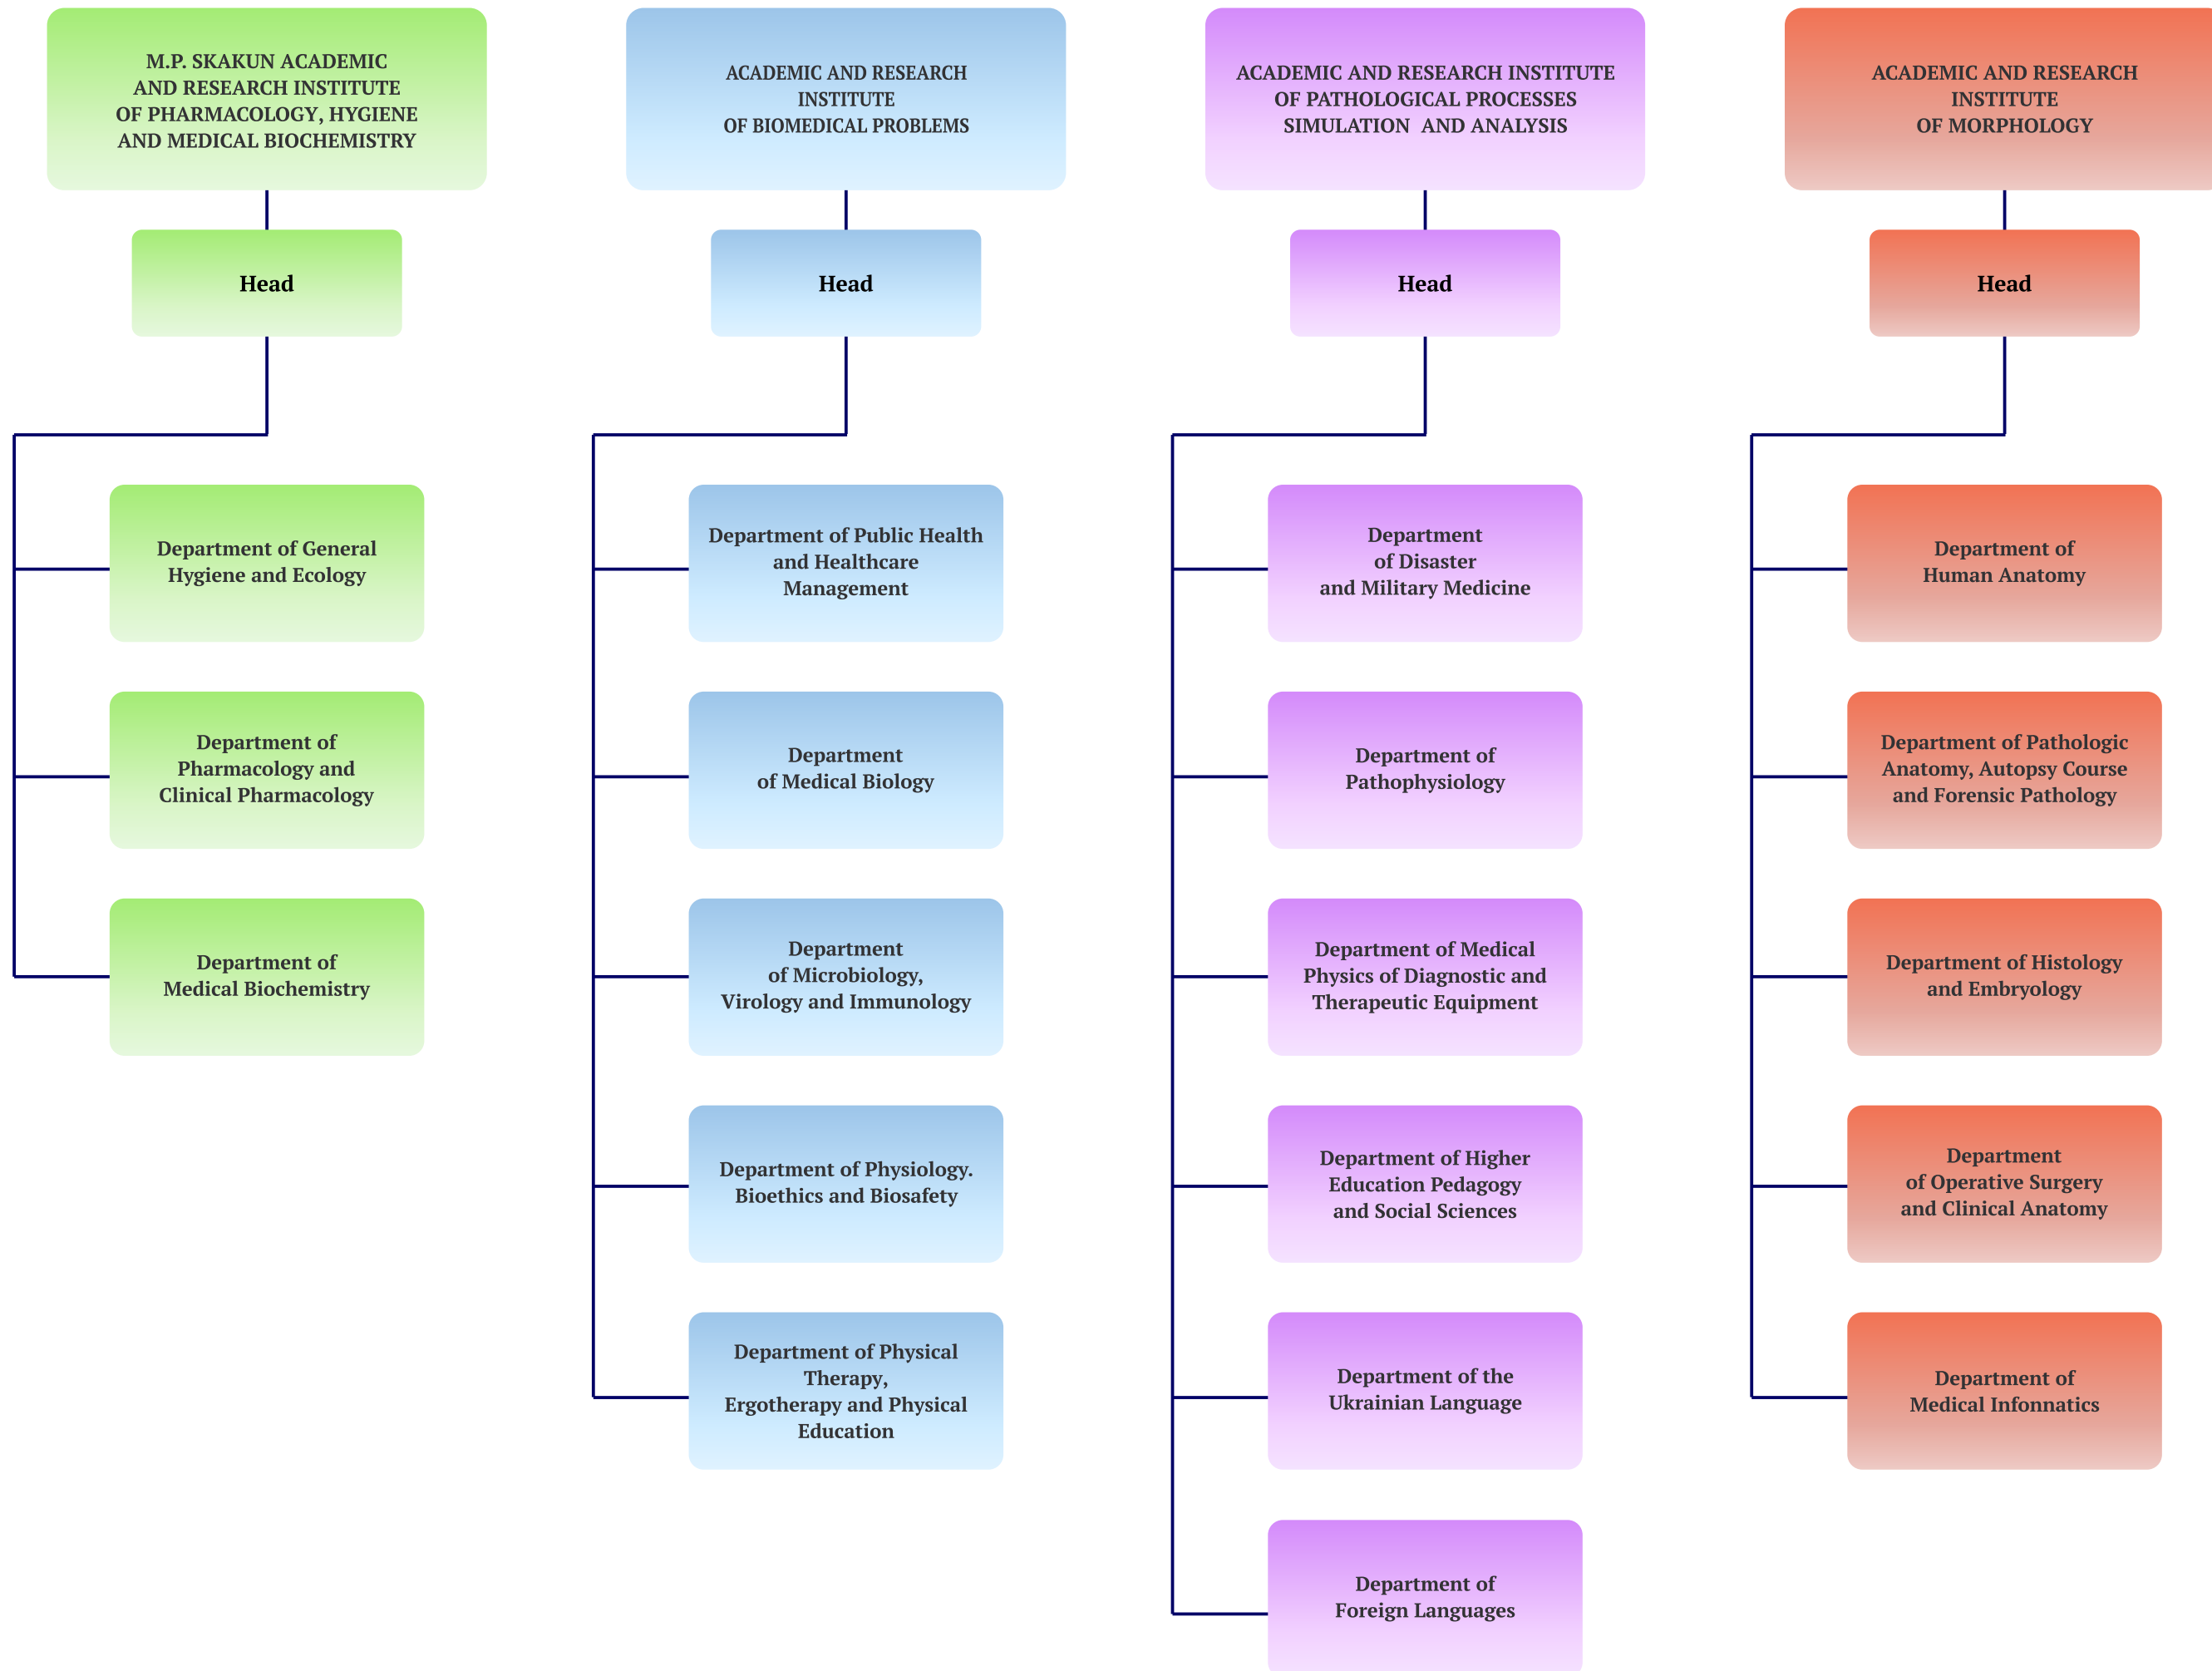 M.P. SKAKUN ACADEMIC
AND RESEARCH INSTITUTE
OF PHARMACOLOGY, HYGIENE
AND MEDICAL BIOCHEMISTRY
Head
Department of General
Hygiene and Ecology
Department of
Pharmacology and
Clinical Pharmacology
Department of
Medical Biochemistry
ACADEMIC AND RESEARCH
INSTITUTE
OF BIOMEDICAL PROBLEMS
Head
Department of Public Health
and Healthcare
Management
Department
of Medical Biology
Department
of Microbiology,
Virology and Immunology
Department of Physiology.
Bioethics and Biosafety
Department of Physical
Therapy,
Ergotherapy and Physical
Education
ACADEMIC AND RESEARCH INSTITUTE
OF PATHOLOGICAL PROCESSES
SIMULATION AND ANALYSIS
Head
Department
of Disaster
and Military Medicine
Department of
Pathophysiology
Department of Medical
Physics of Diagnostic and
Therapeutic Equipment
Department of Higher
Education Pedagogy
and Social Sciences
Department of the
Ukrainian Language
Department of
Foreign Languages
ACADEMIC AND RESEARCH
INSTITUTE
OF MORPHOLOGY
Head
Department of
Human Anatomy
Department of Pathologic
Anatomy, Autopsy Course
and Forensic Pathology
Department of Histology
and Embryology
Department
of Operative Surgery
and Clinical Anatomy
Department of
Medical Infonnatics